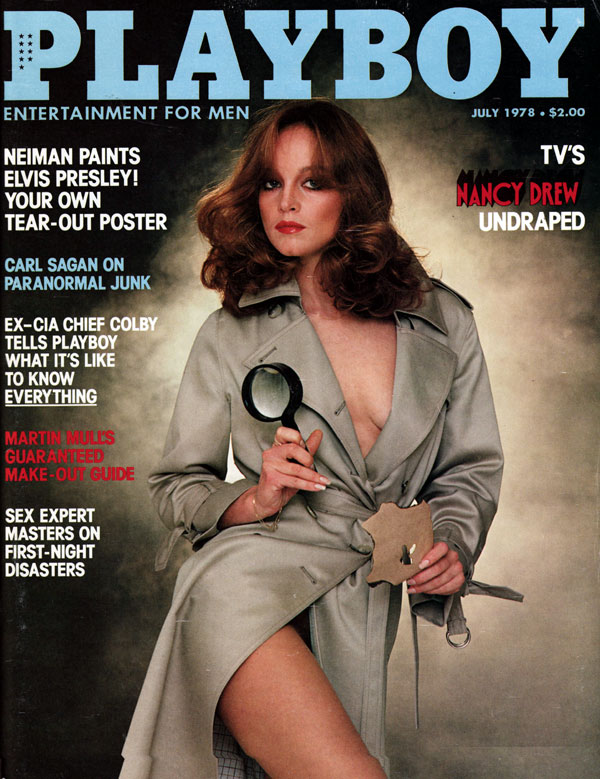 PLAYBOY
ENTERTAINMENT FOR MEN
JULY 1978 • $2.00
NEIMAN PAINTS
ELVIS PRESLEY!
YOUR OWN
TEAR-OUT POSTER
TV'S
NANCY DREW
UNDRAPED
CARL SAGAN ON
PARANORMAL JUNK
EX-CIA CHIEF COLBY
TELLS PLAYBOY
WHAT IT'S LIKE
TO KNOW
EVERYTHING
MARTIN MULL'S
GUARANTEED
MAKE-OUT GUIDE
SEX EXPERT
MASTERS ON
FIRST-NIGHT
DISASTERS